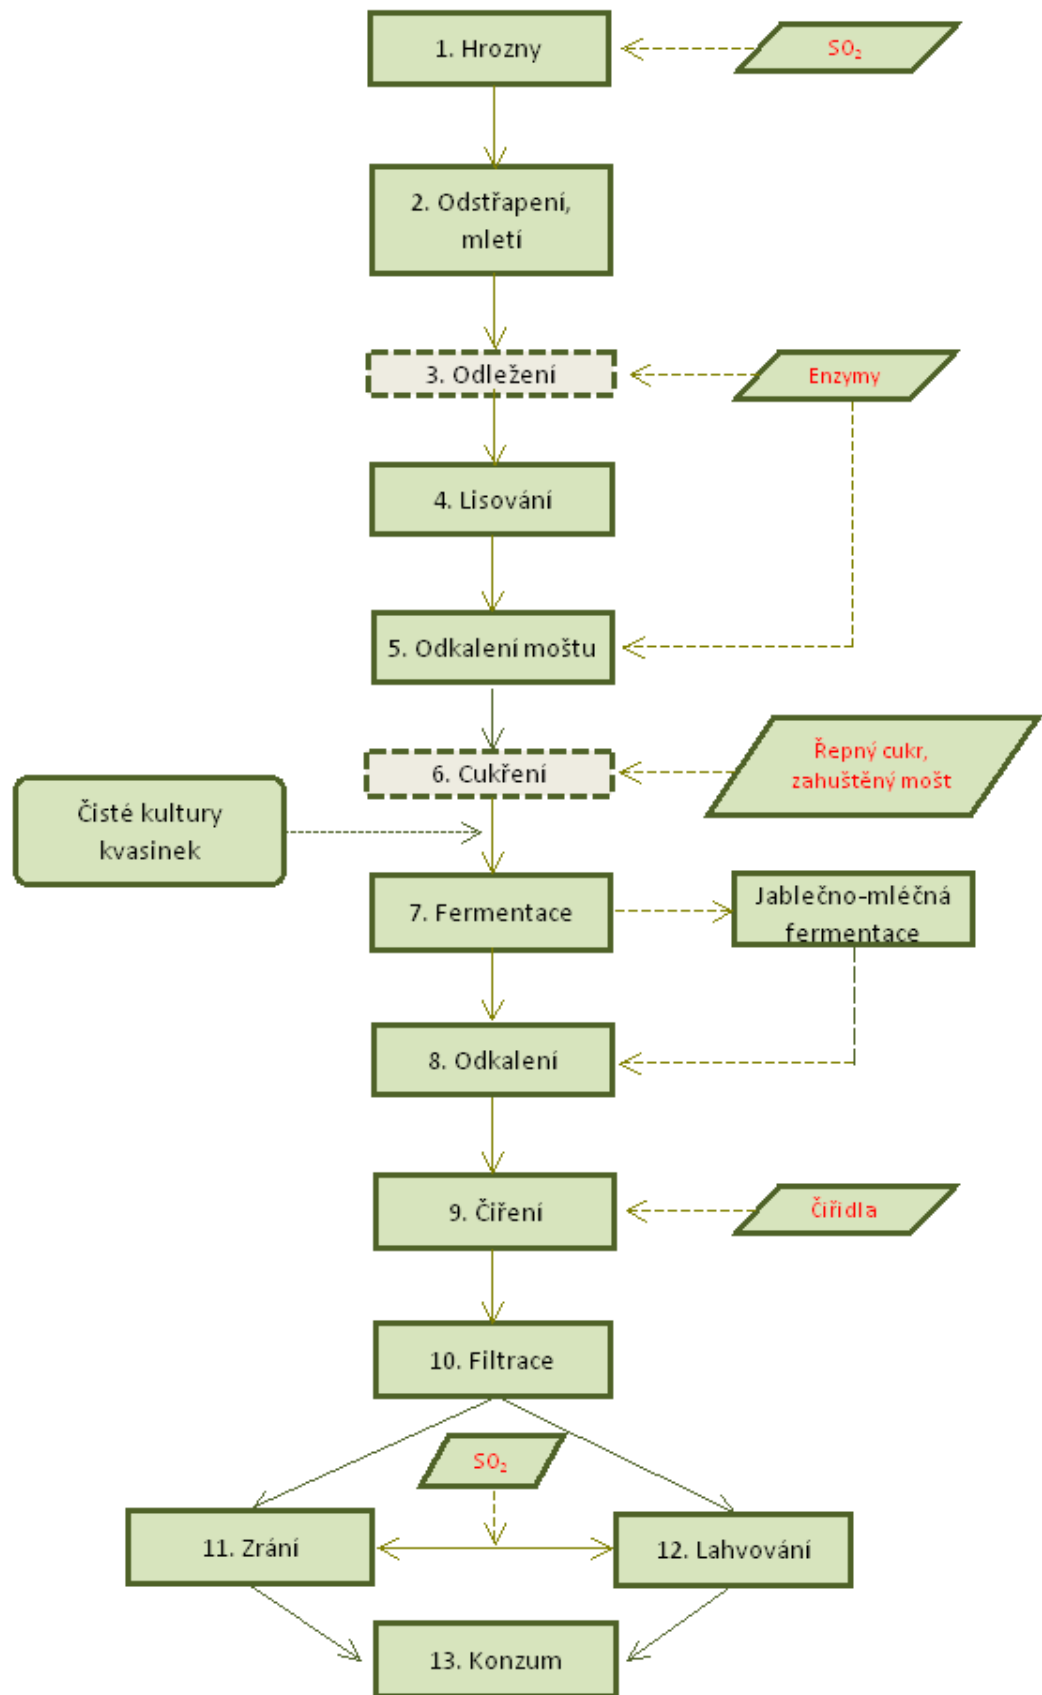 1. Hrozny
SO₂
2. Odstřapení,
mletí
3. Odležení
Enzymy
4. Lisování
5. Odkalení moštu
6. Cukření
Řepný cukr,
zahuštěný mošt
Čisté kultury
kvasinek
7. Fermentace
Jablečno-mléčná
fermentace
8. Odkalení
9. Čiření
Čiřidla
10. Filtrace
SO₂
11. Zrání
12. Lahvování
13. Konzum